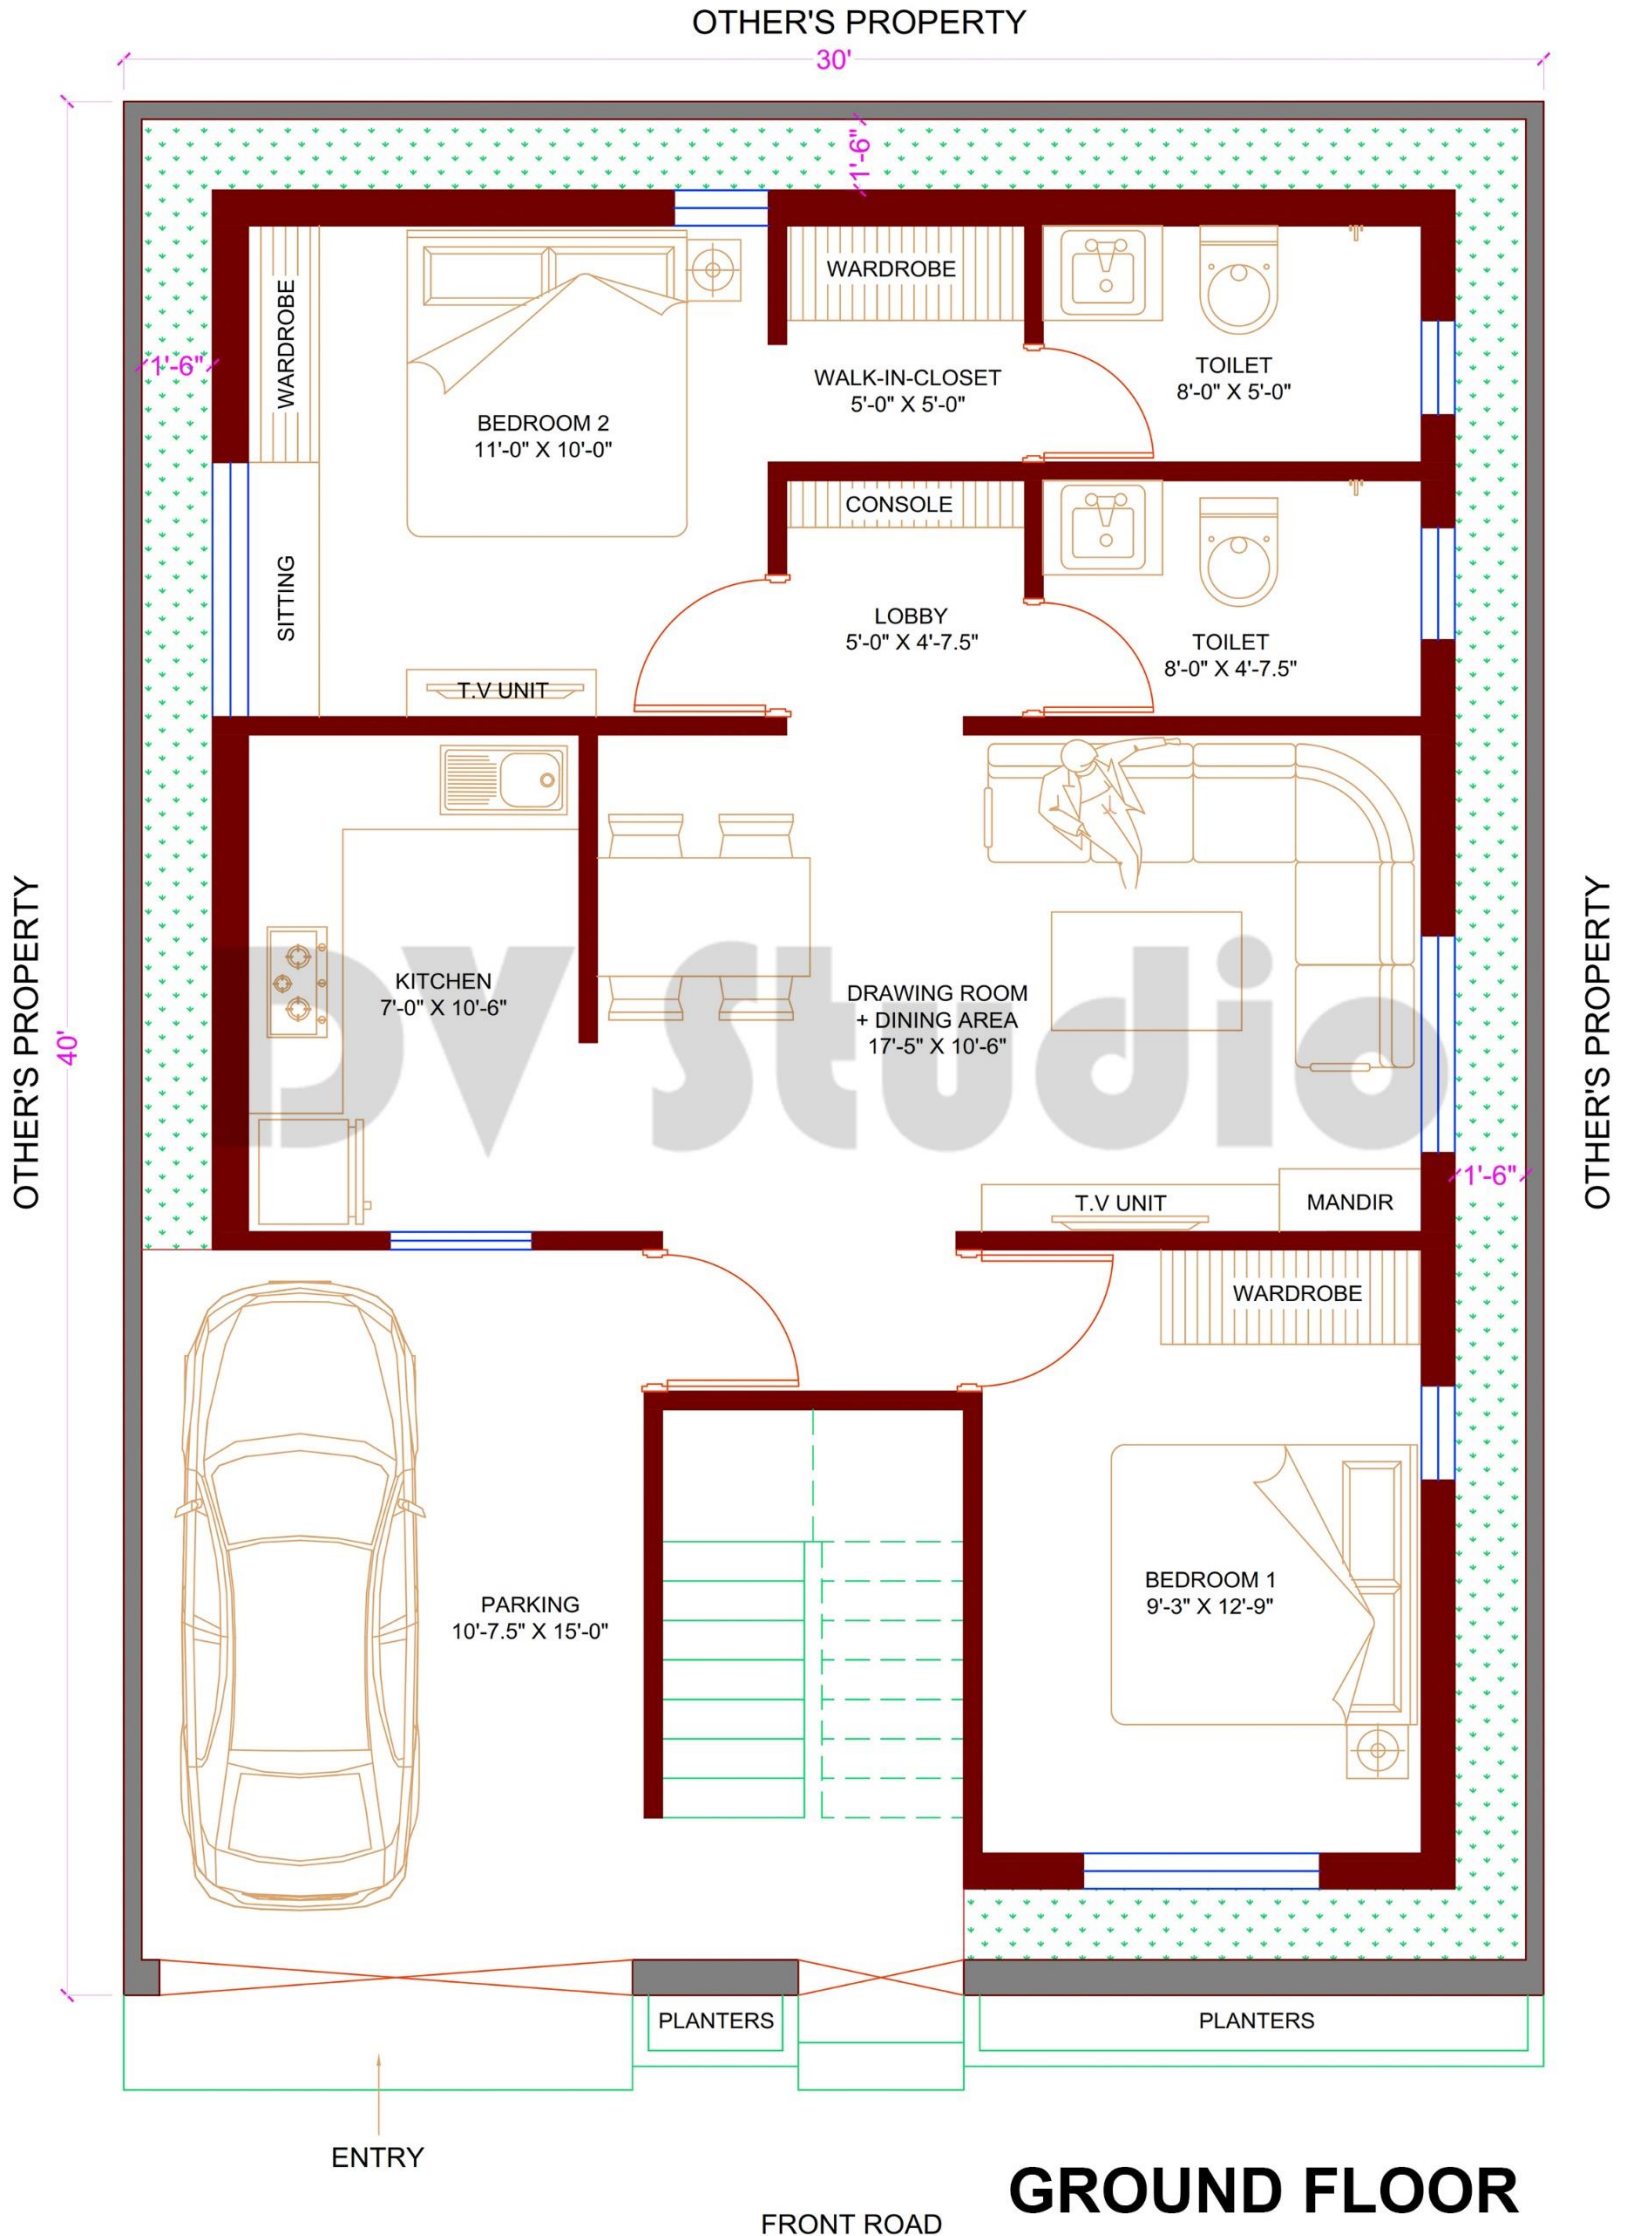 OTHER'S PROPERTY
30'
1'-6"
WARDROBE
WARDROBE
1'-6"
TOILET
8'-0" X 5'-0"
WALK-IN-CLOSET
5'-0" X 5'-0"
BEDROOM 2
11'-0" X 10'-0"
CONSOLE
SITTING
LOBBY
5'-0" X 4'-7.5"
TOILET
8'-0" X 4'-7.5"
T.V UNIT
OTHER'S PROPERTY
40'
KITCHEN
7'-0" X 10'-6"
DRAWING ROOM
+ DINING AREA
17'-5" X 10'-6"
DV Studio
OTHER'S PROPERTY
1'-6"
T.V UNIT
MANDIR
WARDROBE
BEDROOM 1
9'-3" X 12'-9"
PARKING
10'-7.5" X 15'-0"
PLANTERS
PLANTERS
ENTRY
GROUND FLOOR
FRONT ROAD